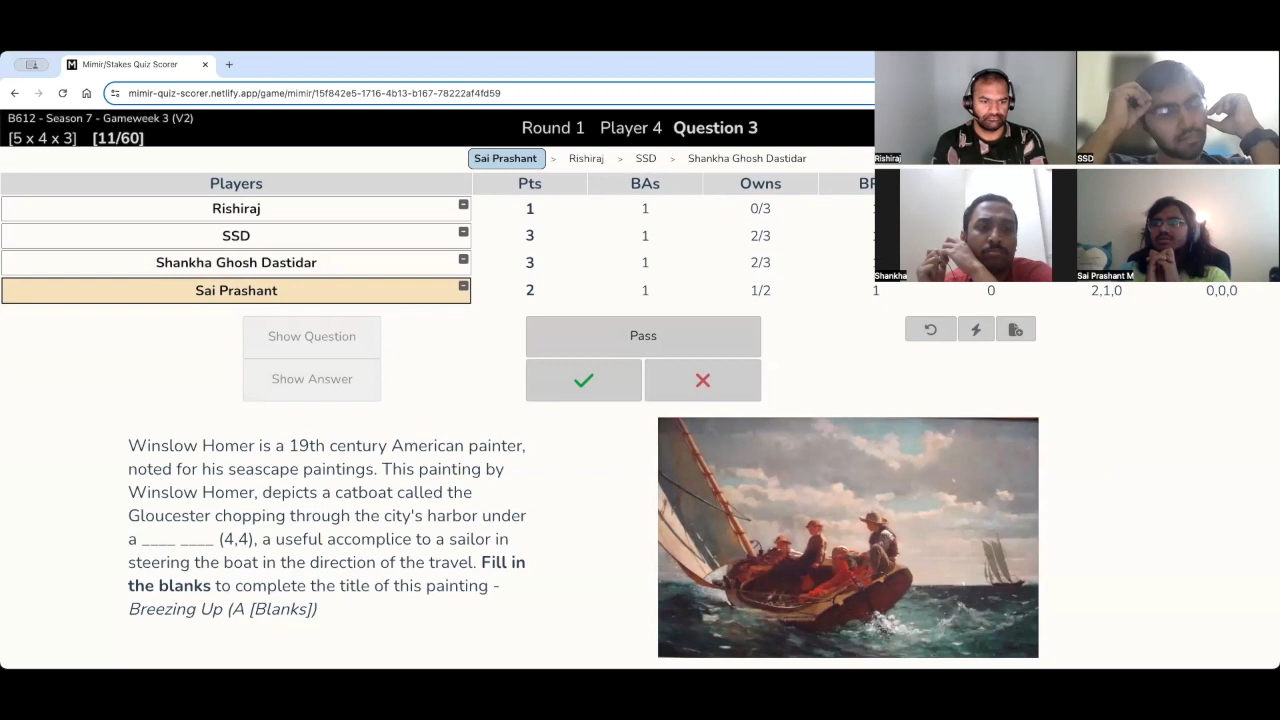 Mimir/Stakes Quiz Scorer
mimir-quiz-scorer.netlify.app/game/mimir/15f842e5-1716-4b13-b167-78222af4fd59
B612 - Season 7 - Gameweek 3 (V2)
[5 x 4 x 3] [11/60]
Round 1 Player 4 Question 3
Sai Prashant > Rishiraj > SSD > Shankha Ghosh Dastidar
Players Pts BAs Owns
Rishiraj 1 1 0/3
SSD 3 1 2/3
Shankha Ghosh Dastidar 3 1 2/3
Sai Prashant 2 1 1/2 1 0 2,1,0 0,0,0
Rishiraj
SSD
Shankha
Sai Prashant M
Show Question
Pass
Show Answer
Winslow Homer is a 19th century American painter,
noted for his seascape paintings. This painting by
Winslow Homer, depicts a catboat called the
Gloucester chopping through the city's harbor under
a ____ ____ (4,4), a useful accomplice to a sailor in
steering the boat in the direction of the travel. Fill in
the blanks to complete the title of this painting -
Breezing Up (A [Blanks])